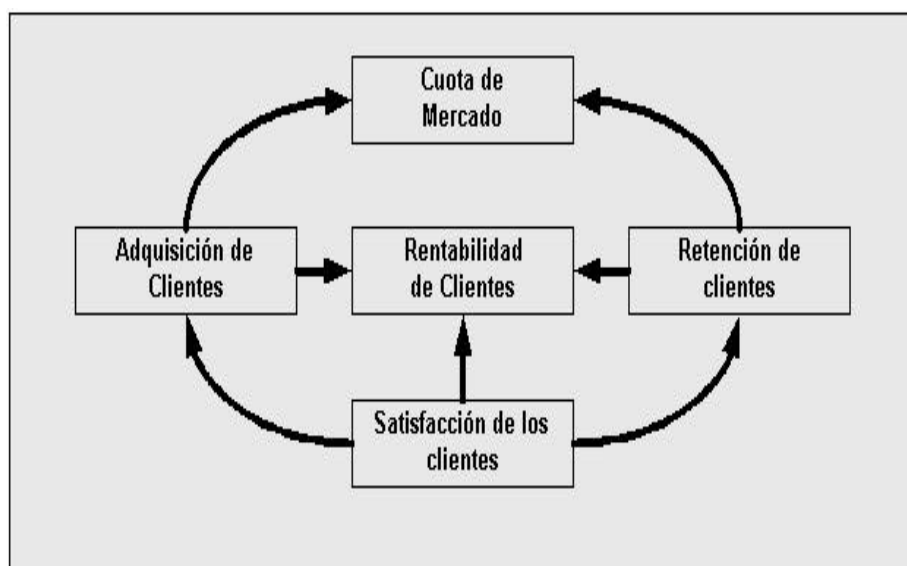 Cuota de
Mercado
Adquisición de
Clientes
Rentabilidad
de Clientes
Retención de
clientes
Satisfacción de los
clientes